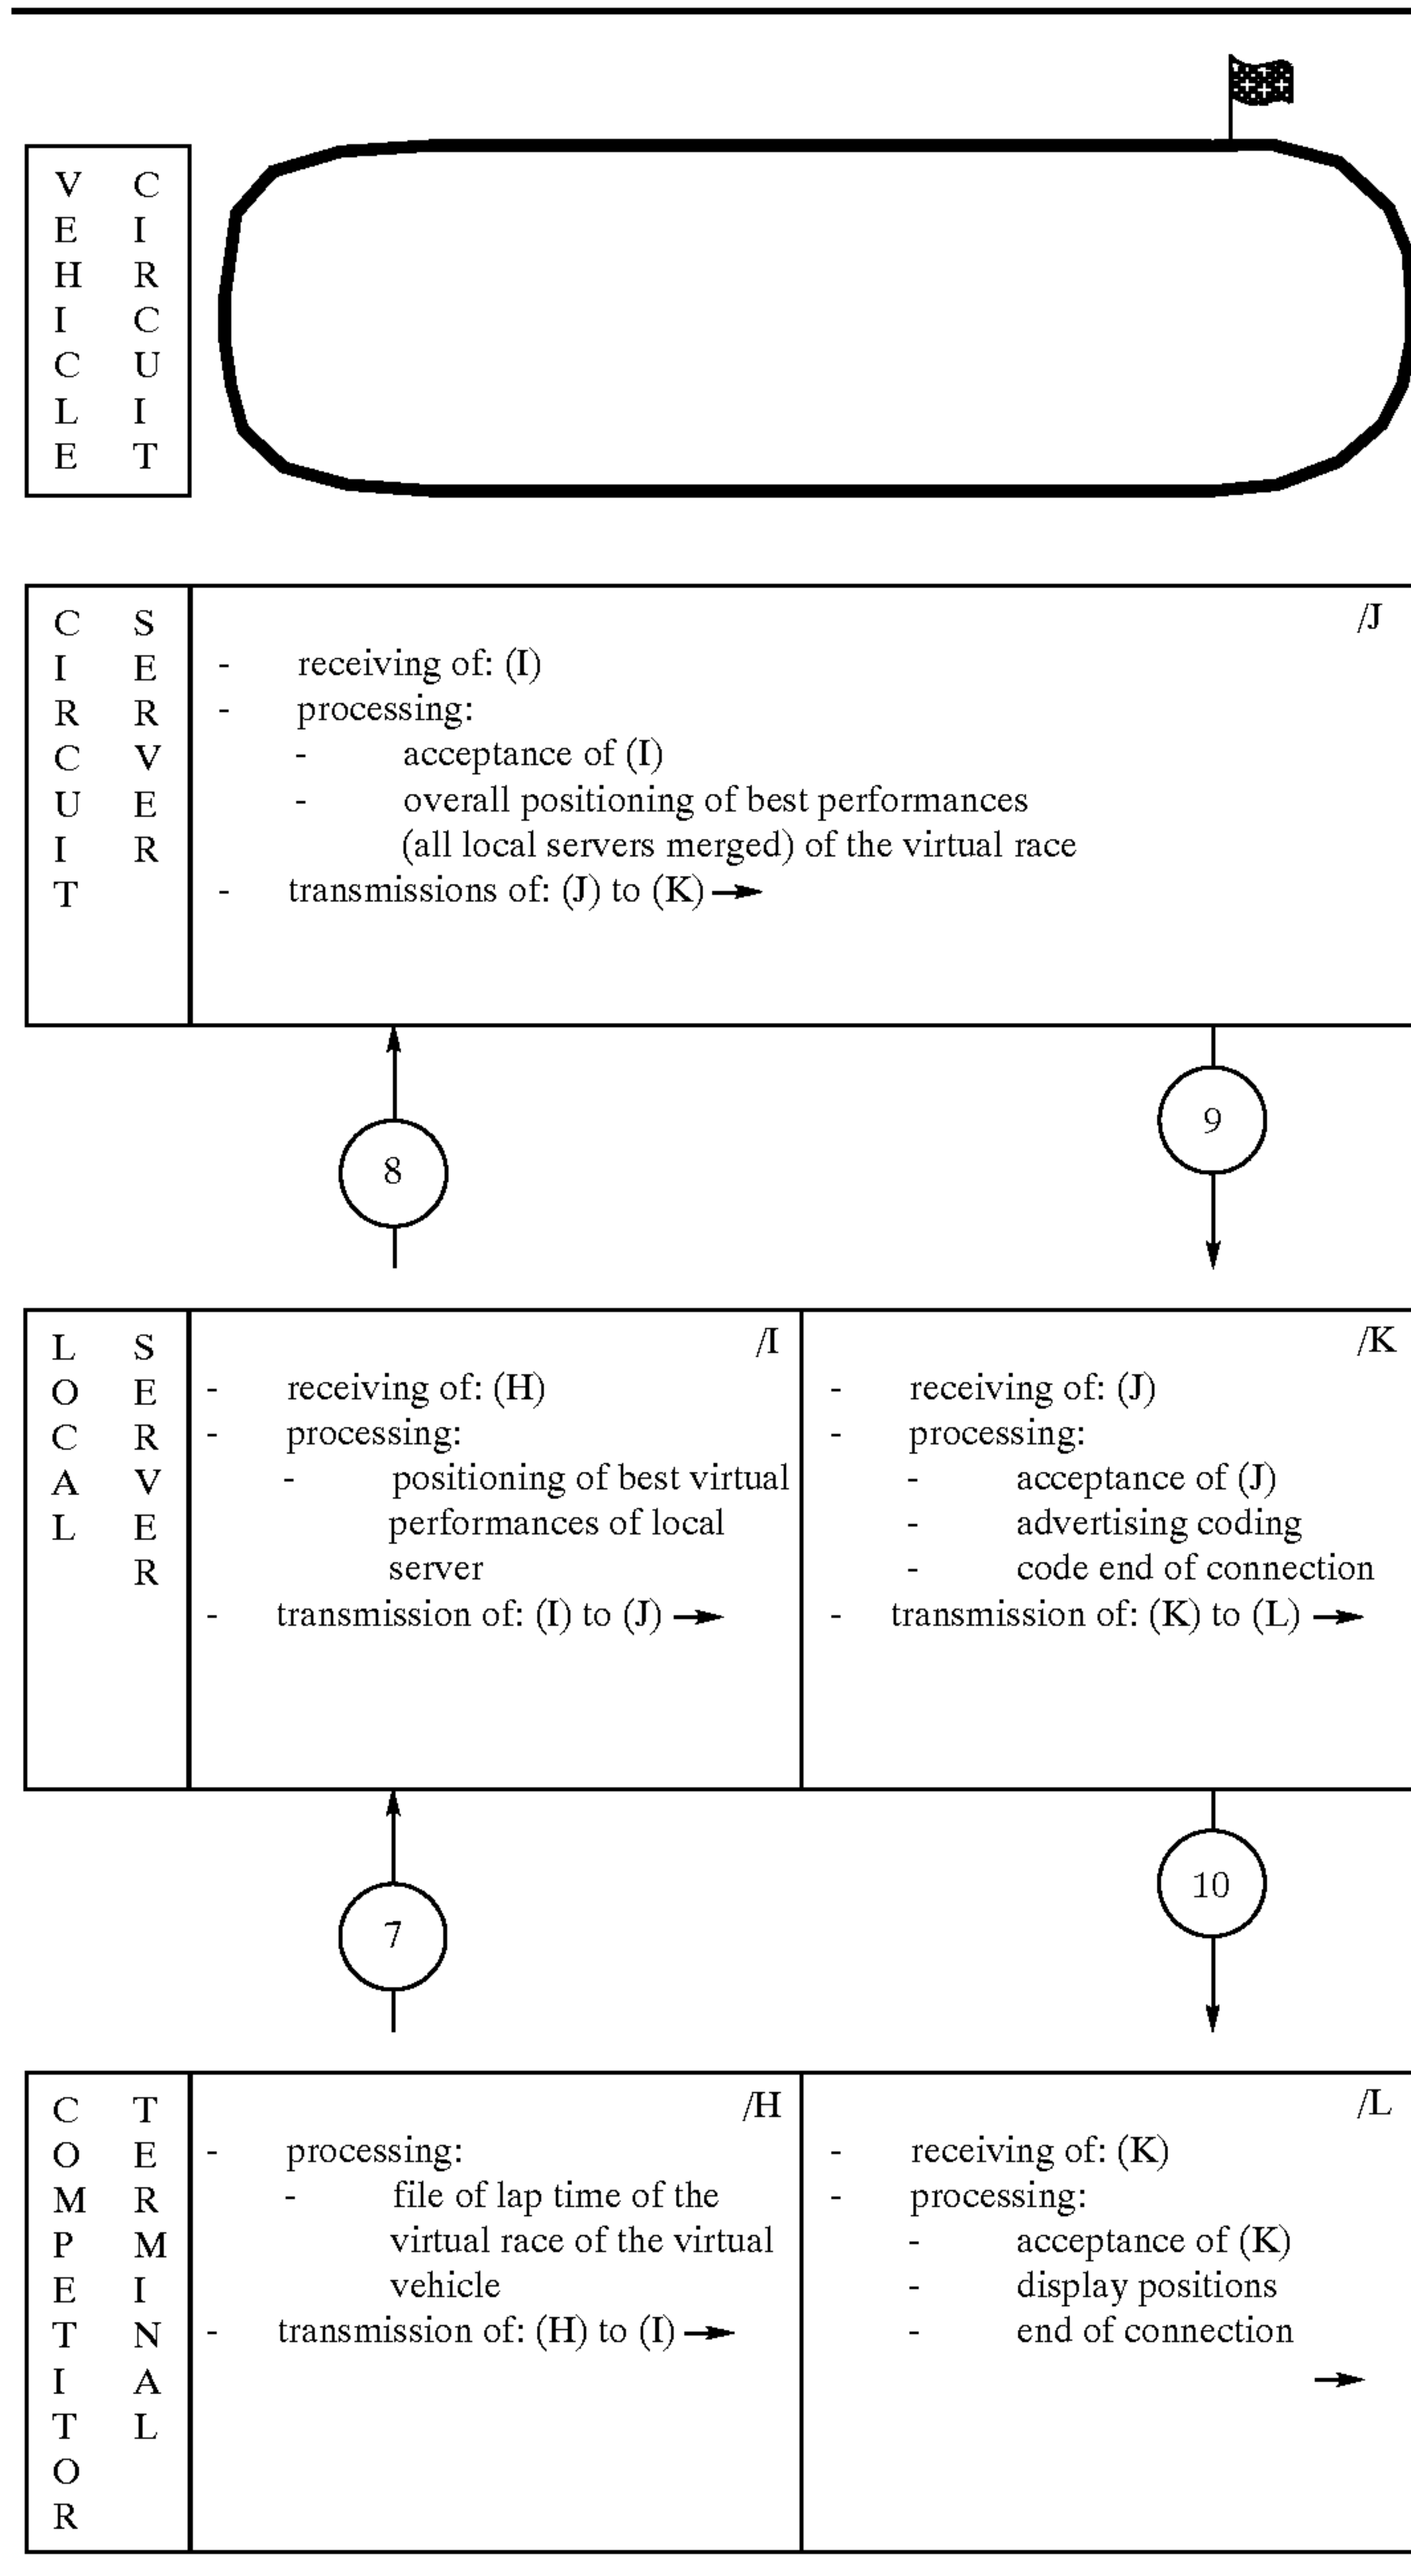 VEHICLE CIRCUIT
CIRCUIT SERVER
/J
- receiving of: (I)
- processing:
- acceptance of (I)
- overall positioning of best performances
(all local servers merged) of the virtual race
- transmissions of: (J) to (K)
8
9
LOCAL SERVER
/I
- receiving of: (H)
- processing:
- positioning of best virtual
performances of local
server
- transmission of: (I) to (J)
/K
- receiving of: (J)
- processing:
- acceptance of (J)
- advertising coding
- code end of connection
- transmission of: (K) to (L)
7
10
COMPETITOR TERMINAL
/H
- processing:
- file of lap time of the
virtual race of the virtual
vehicle
- transmission of: (H) to (I)
/L
- receiving of: (K)
- processing:
- acceptance of (K)
- display positions
- end of connection